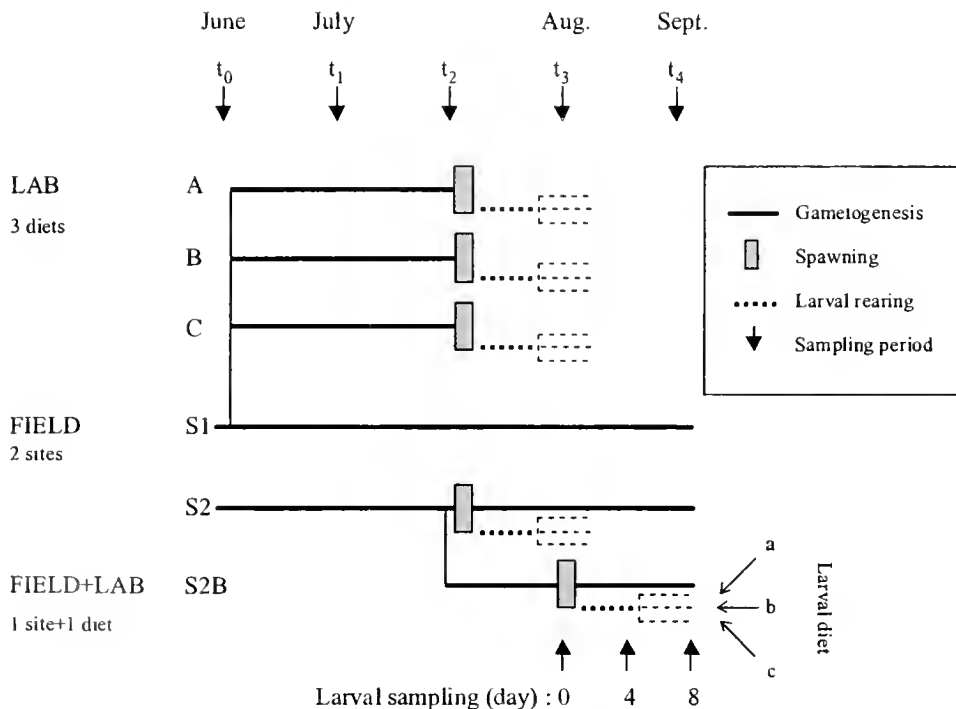 June July Aug. Sept.
t0 t1 t2 t3 t4
LAB A
3 diets
B
C
Gametogenesis
Spawning
Larval rearing
Sampling period
FIELD S1
2 sites
S2
FIELD+LAB S2B
1 site+1 diet
a
b
c
Larval diet
Larval sampling (day) : 0 4 8